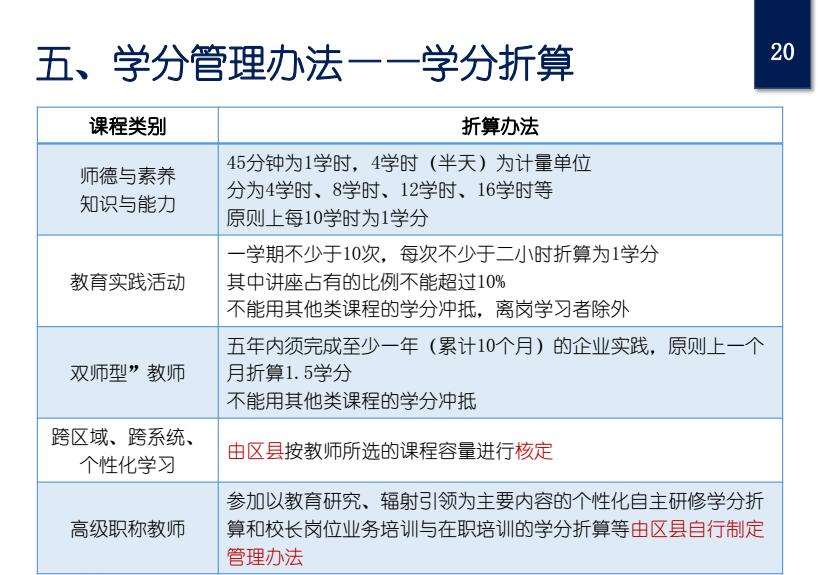 20
五、学分管理办法——学分折算
课程类别
折算办法
师德与素养
知识与能力
45分钟为1学时，4学时（半天）为计量单位
分为4学时、8学时、12学时、16学时等
原则上每10学时为1学分
教育实践活动
一学期不少于10次，每次不少于二小时折算为1学分
其中讲座占有的比例不能超过10%
不能用其他类课程的学分冲抵，离岗学习者除外
双师型”教师
五年内须完成至少一年（累计10个月）的企业实践，原则上一个
月折算1.5学分
不能用其他类课程的学分冲抵
跨区域、跨系统、
个性化学习
由区县按教师所选的课程容量进行核定
高级职称教师
参加以教育研究、辐射引领为主要内容的个性化自主研修学分折
算和校长岗位业务培训与在职培训的学分折算等由区县自行制定
管理办法